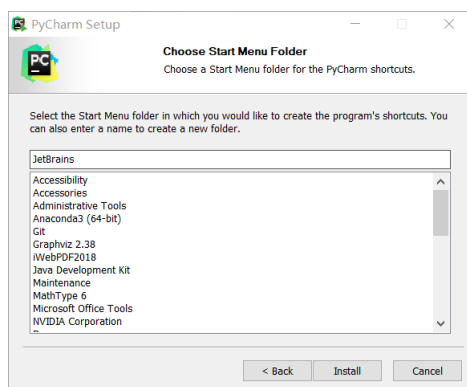 PyCharm Setup
PC
Choose Start Menu Folder
Choose a Start Menu folder for the PyCharm shortcuts.
Select the Start Menu folder in which you would like to create the program's shortcuts. You
can also enter a name to create a new folder.
JetBrains
Accessibility
Accessories
Administrative Tools
Anaconda3 (64-bit)
Git
Graphviz 2.38
iWebPDF2018
Java Development Kit
Maintenance
MathType 6
Microsoft Office Tools
NVIDIA Corporation
< Back
Install
Cancel